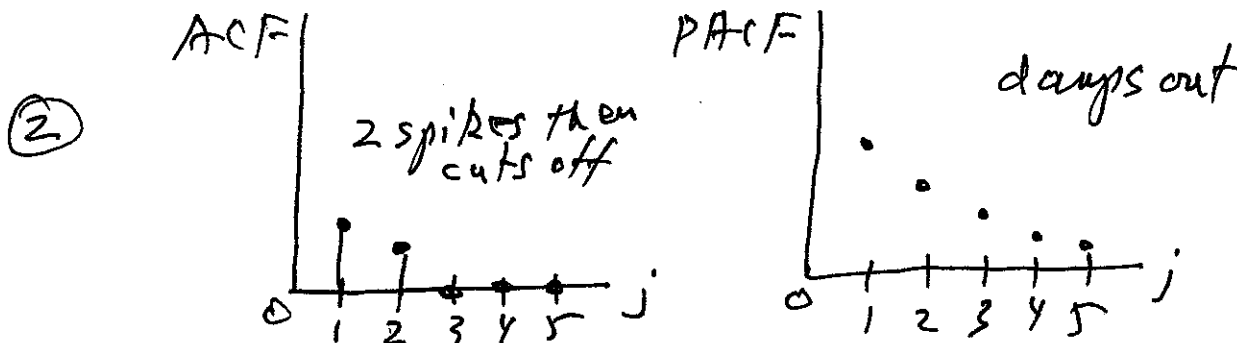 ②
ACF
2 spikes then
cuts off
0 1 2 3 4 5 j
PACF
damps out
0 1 2 3 4 5 j